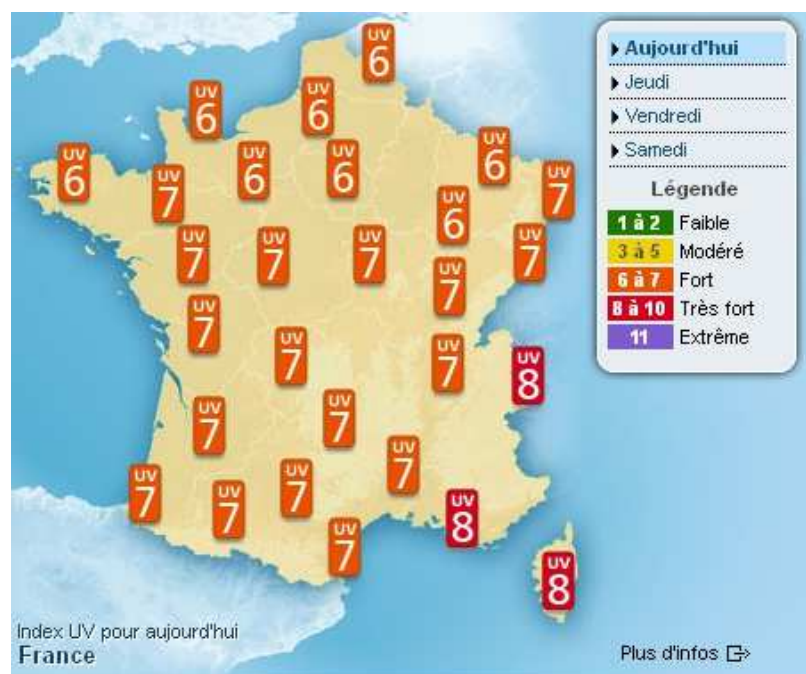 UV
6
UV
6
UV
6
UV
6
UV
6
UV
6
UV
6
UV
7
UV
7
UV
6
UV
7
UV
7
UV
7
UV
7
UV
7
UV
7
UV
7
UV
7
UV
8
UV
7
UV
7
UV
7
UV
7
UV
7
UV
7
UV
8
UV
7
UV
8
Aujourd'hui
Jeudi
Vendredi
Samedi
Légende
1 à 2 Faible
3 à 5 Modéré
6 à 7 Fort
8 à 10 Très fort
11 Extrême
Index UV pour aujourd'hui
France
Plus d'infos